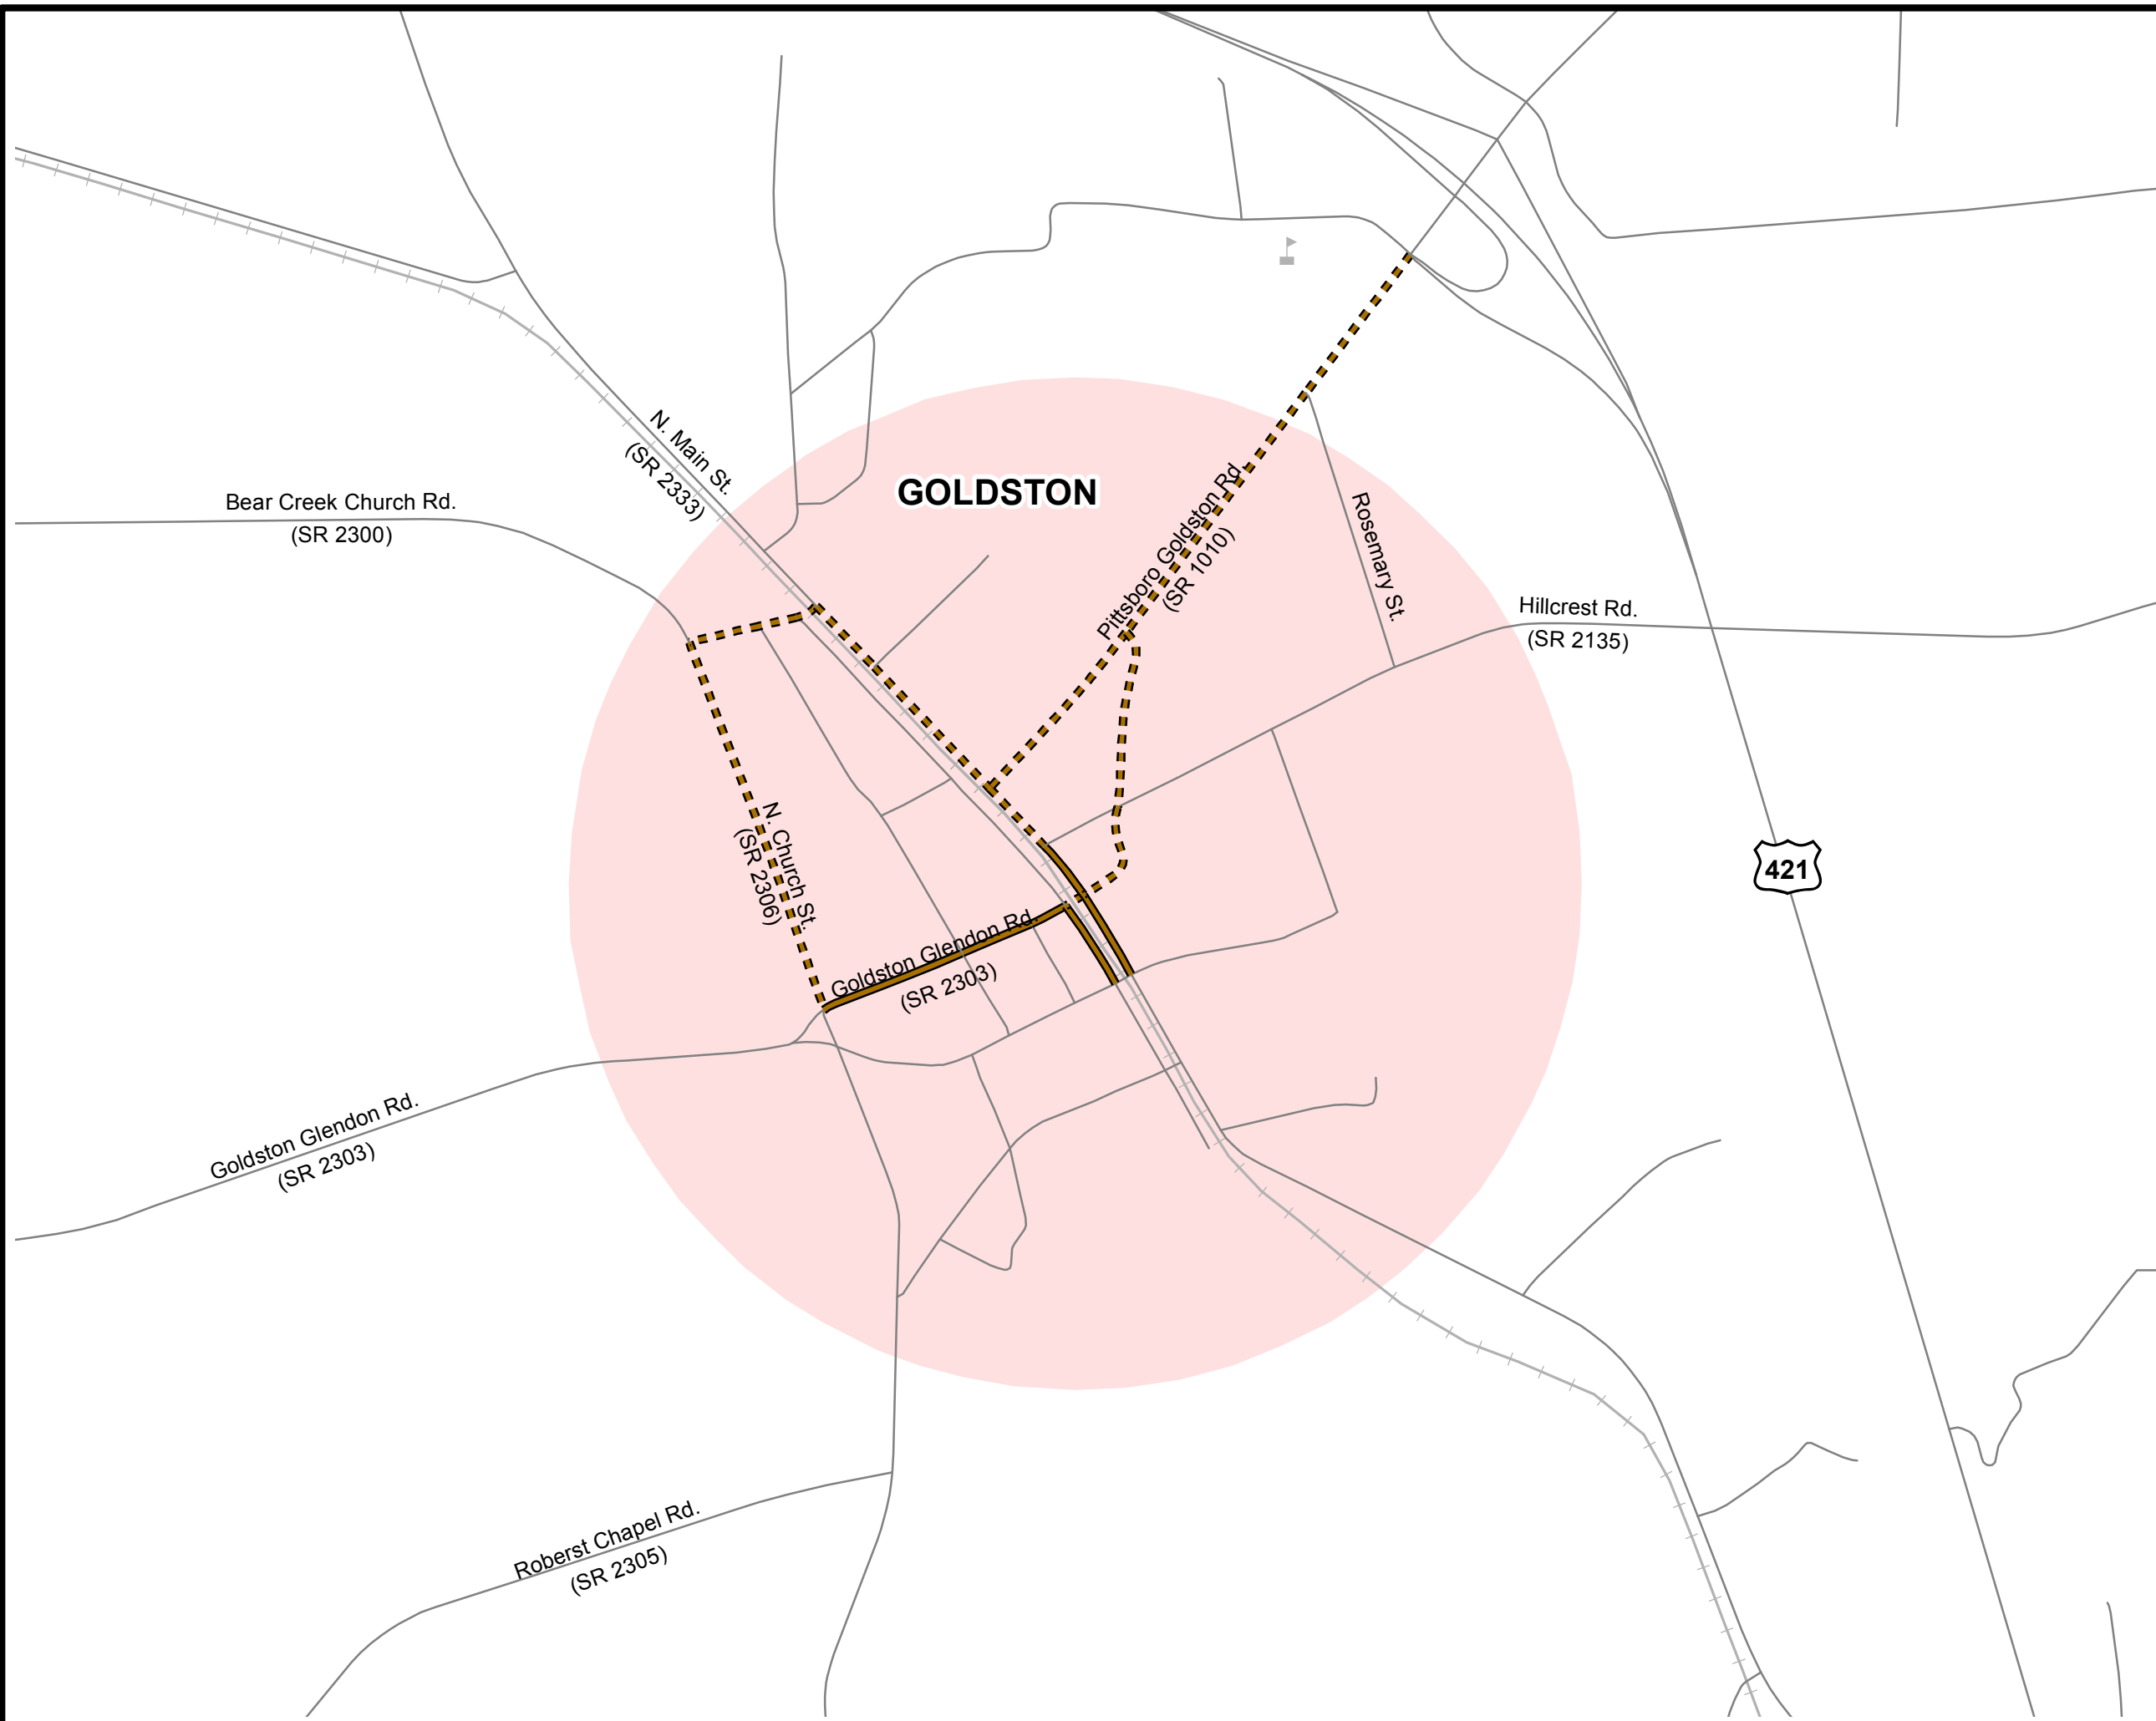 N. Main St.
(SR 2333)
GOLDSTON
Bear Creek Church Rd.
(SR 2300)
Pittsboro Goldston Rd.
(SR 1010)
Rosemary St.
Hillcrest Rd.
(SR 2135)
N. Church St.
(SR 2306)
421
Goldston Glendon Rd.
(SR 2303)
Goldston Glendon Rd.
(SR 2303)
Roberst Chapel Rd.
(SR 2305)